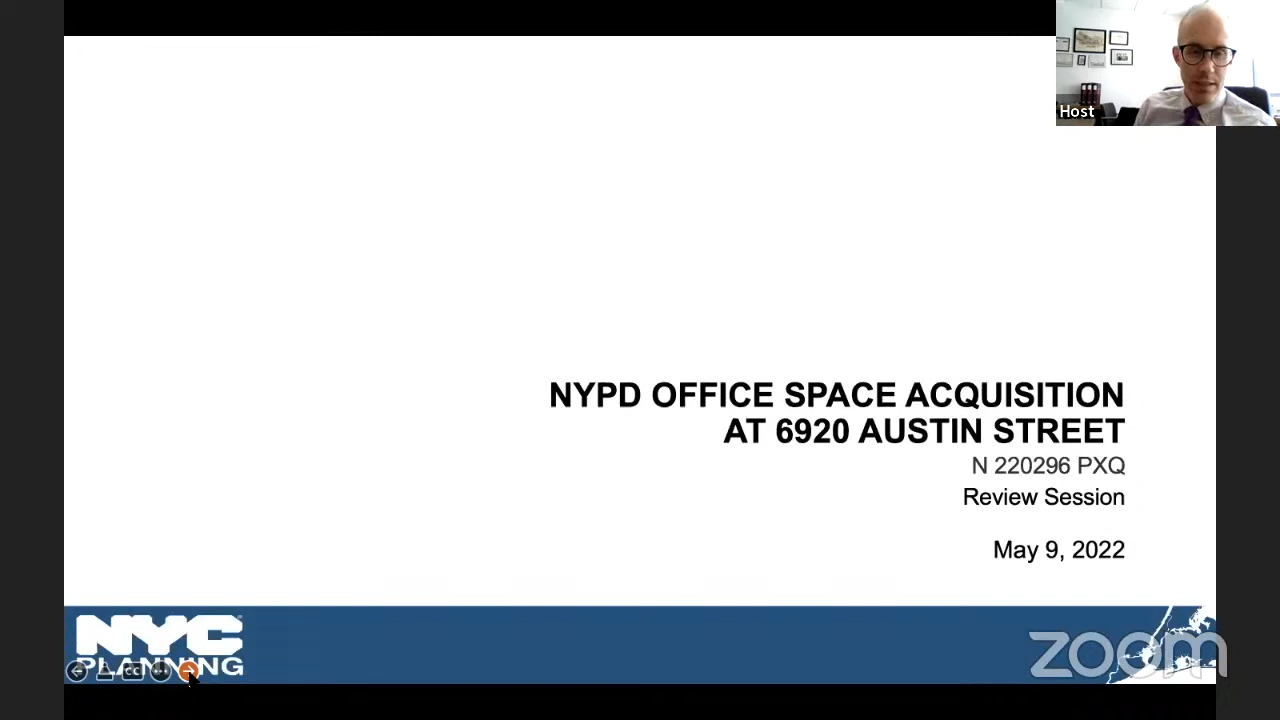 Host
NYPD OFFICE SPACE ACQUISITION
AT 6920 AUSTIN STREET
N 220296 PXQ
Review Session
May 9, 2022
NYC
PLANNING
CC
zoom